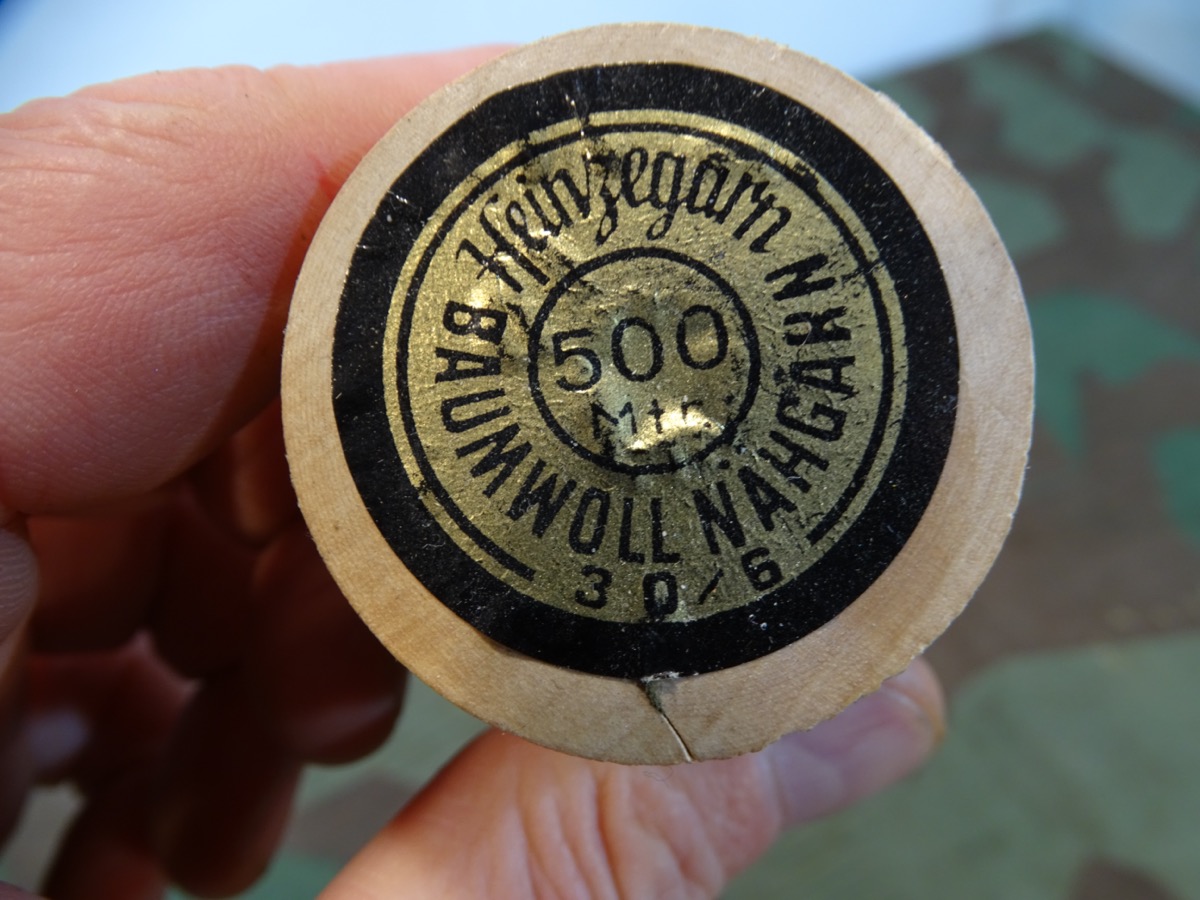 Heinzegarn
BAUMWOLL NÄHGARN
500
Mtr.
30/6